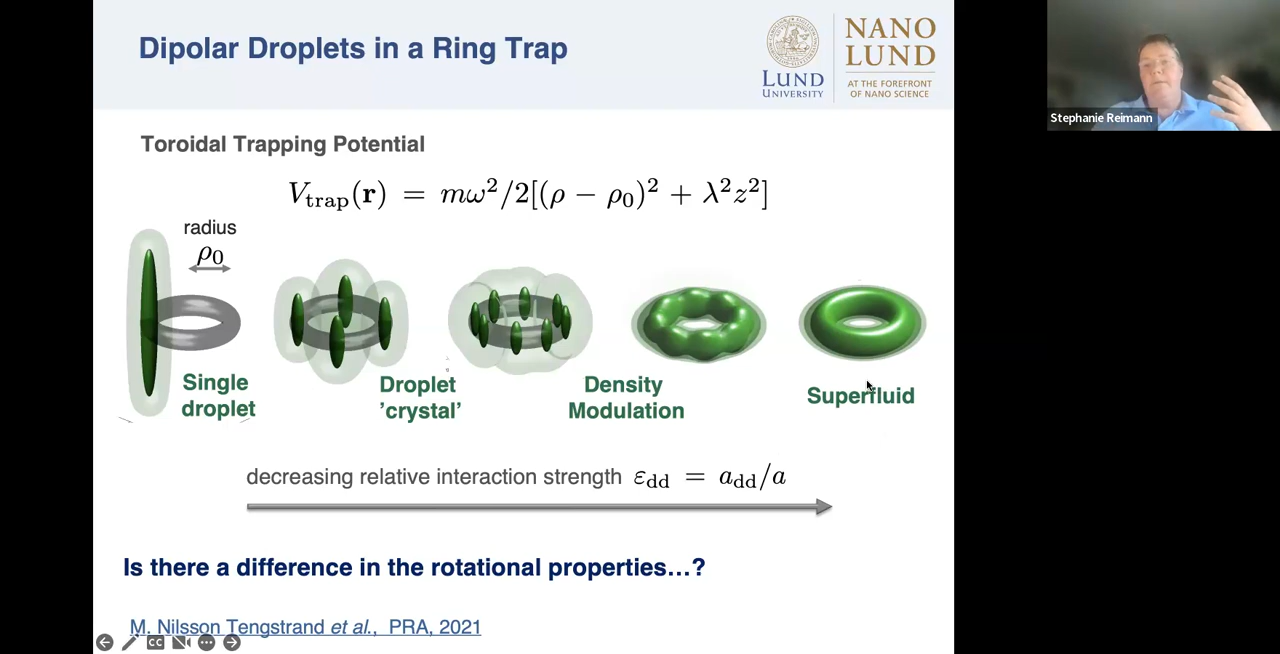 Dipolar Droplets in a Ring Trap
LUND
UNIVERSITY
NANO
LUND
AT THE FOREFRONT
OF NANO SCIENCE
Stephanie Reimann
Toroidal Trapping Potential
V_trap(r) = mω²/2[(ρ − ρ₀)² + λ²z²]
radius
ρ₀
Single
droplet
Droplet
'crystal'
Density
Modulation
Superfluid
decreasing relative interaction strength ε_dd = a_dd/a
Is there a difference in the rotational properties...?
M. Nilsson Tengstrand et al., PRA, 2021
CC